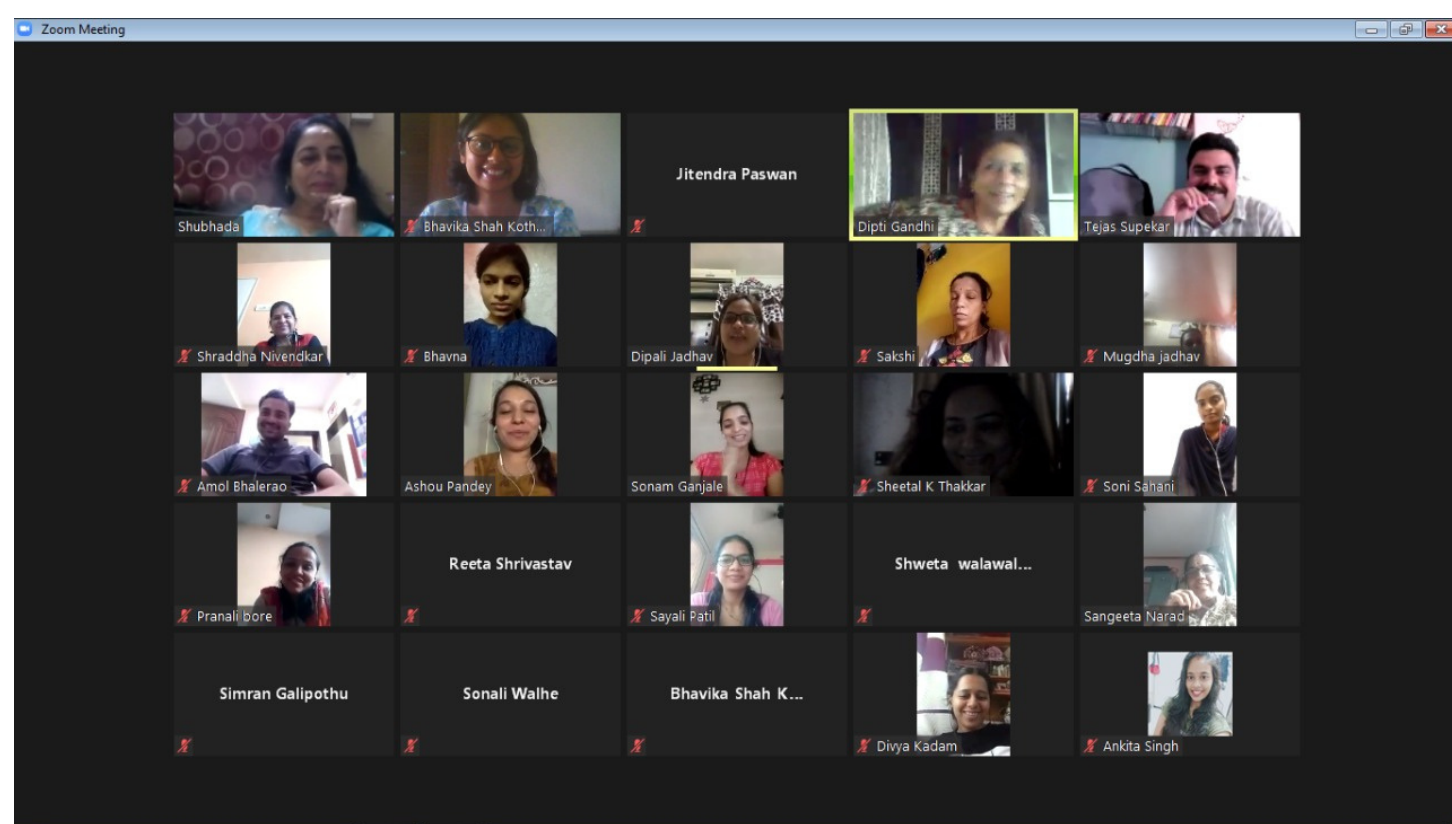 Zoom Meeting
Shubhada
Bhavika Shah Koth...
Jitendra Paswan
Dipti Gandhi
Tejas Supekar
Shraddha Nivendkar
Bhavna
Dipali Jadhav
Sakshi
Mugdha jadhav
Amol Bhalerao
Ashou Pandey
Sonam Ganjale
Sheetal K Thakkar
Soni Sahani
Pranali bore
Reeta Shrivastav
Sayali Patil
Shweta walawal...
Sangeeta Narad
Simran Galipothu
Sonali Walhe
Bhavika Shah K...
Divya Kadam
Ankita Singh